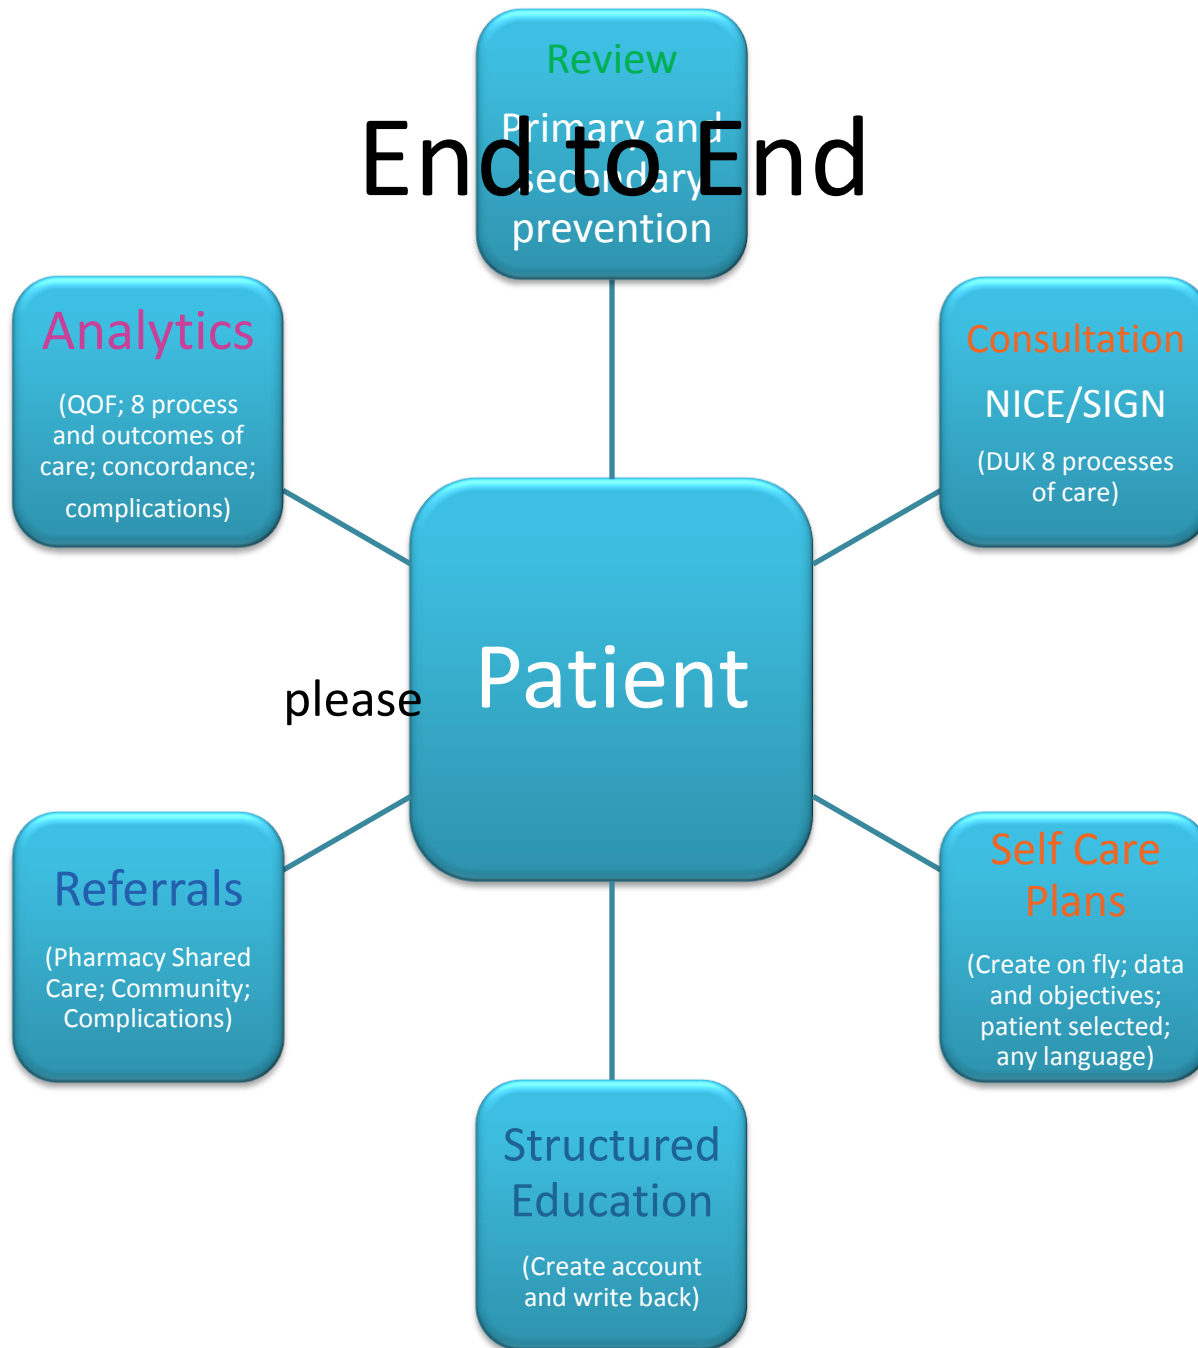 End to End
Review
Primary and
secondary
prevention
Analytics
(QOF; 8 process
and outcomes of
care; concordance;
complications)
Consultation
NICE/SIGN
(DUK 8 processes
of care)
Patient
please
Referrals
(Pharmacy Shared
Care; Community;
Complications)
Self Care
Plans
(Create on fly; data
and objectives;
patient selected;
any language)
Structured
Education
(Create account
and write back)